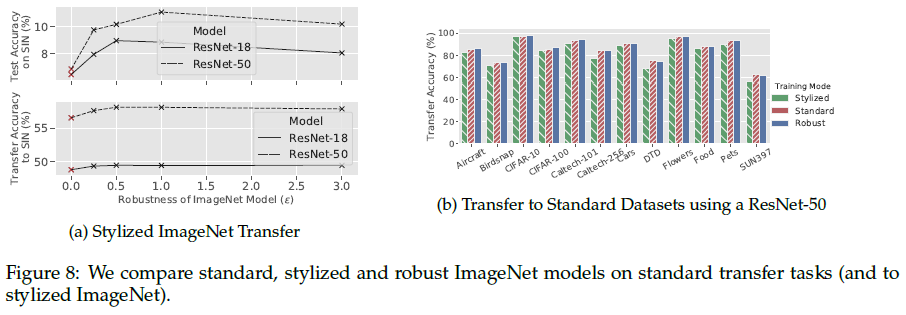 Test Accuracy
on SIN (%)
10
8
Model
ResNet-18
ResNet-50
Transfer Accuracy
to SIN (%)
55
50
Model
ResNet-18
ResNet-50
0.0 0.5 1.0 1.5 2.0 2.5 3.0
Robustness of ImageNet Model (ε)
(a) Stylized ImageNet Transfer
Transfer Accuracy (%)
100
80
60
40
20
0
Aircraft
Birdsnap
CIFAR-10
CIFAR-100
Caltech-101
Caltech-256
Cars
DTD
Flowers
Food
Pets
SUN397
Training Mode
Stylized
Standard
Robust
(b) Transfer to Standard Datasets using a ResNet-50
Figure 8: We compare standard, stylized and robust ImageNet models on standard transfer tasks (and to
stylized ImageNet).